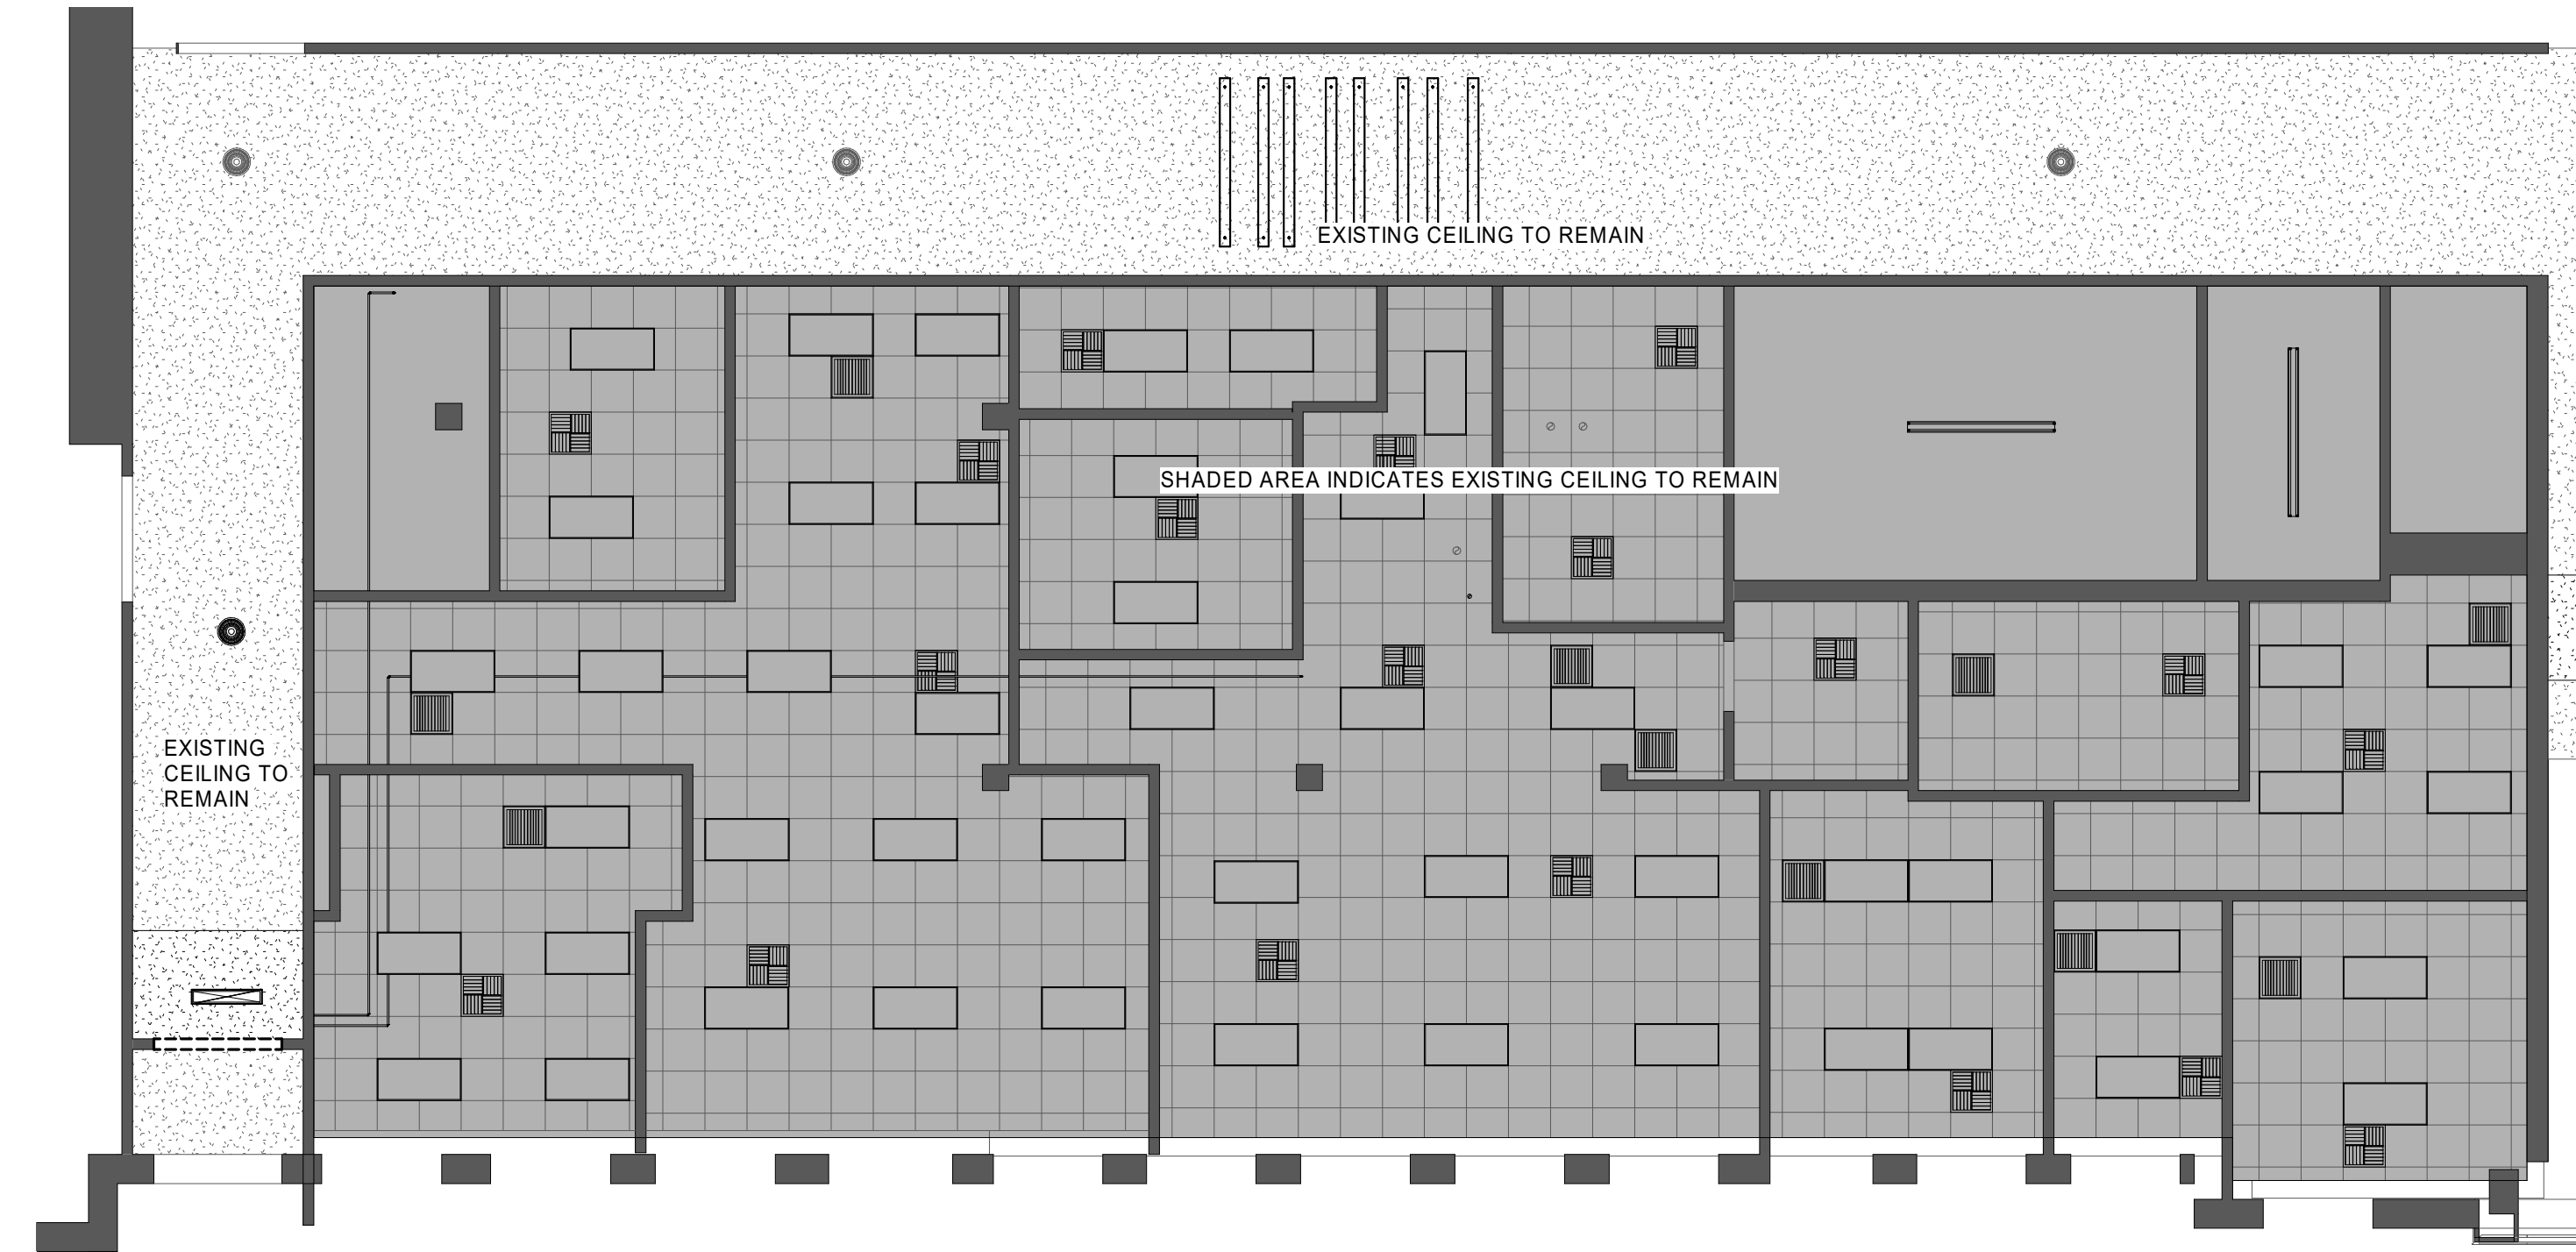 EXISTING CEILING TO REMAIN
SHADED AREA INDICATES EXISTING CEILING TO REMAIN
EXISTING
CEILING TO
REMAIN